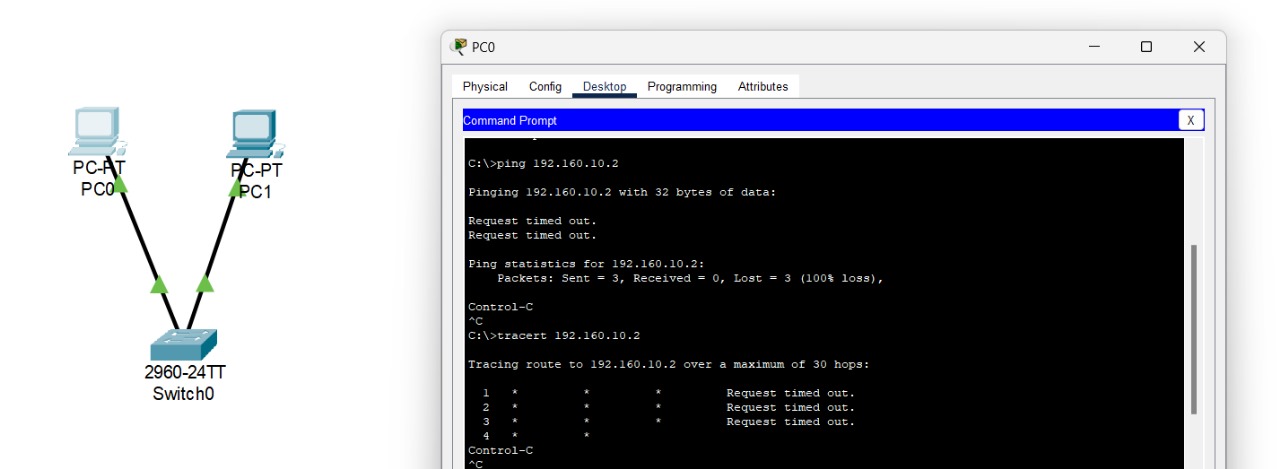 PC0
Physical Config Desktop Programming Attributes
Command Prompt X
C:\>ping 192.160.10.2
Pinging 192.160.10.2 with 32 bytes of data:
Request timed out.
Request timed out.
Ping statistics for 192.160.10.2:
Packets: Sent = 3, Received = 0, Lost = 3 (100% loss),
Control-C
^C
C:\>tracert 192.160.10.2
Tracing route to 192.160.10.2 over a maximum of 30 hops:
1 * * * Request timed out.
2 * * * Request timed out.
3 * * * Request timed out.
4 * *
Control-C
^C
PC-PT
PC0
PC-PT
PC1
2960-24TT
Switch0